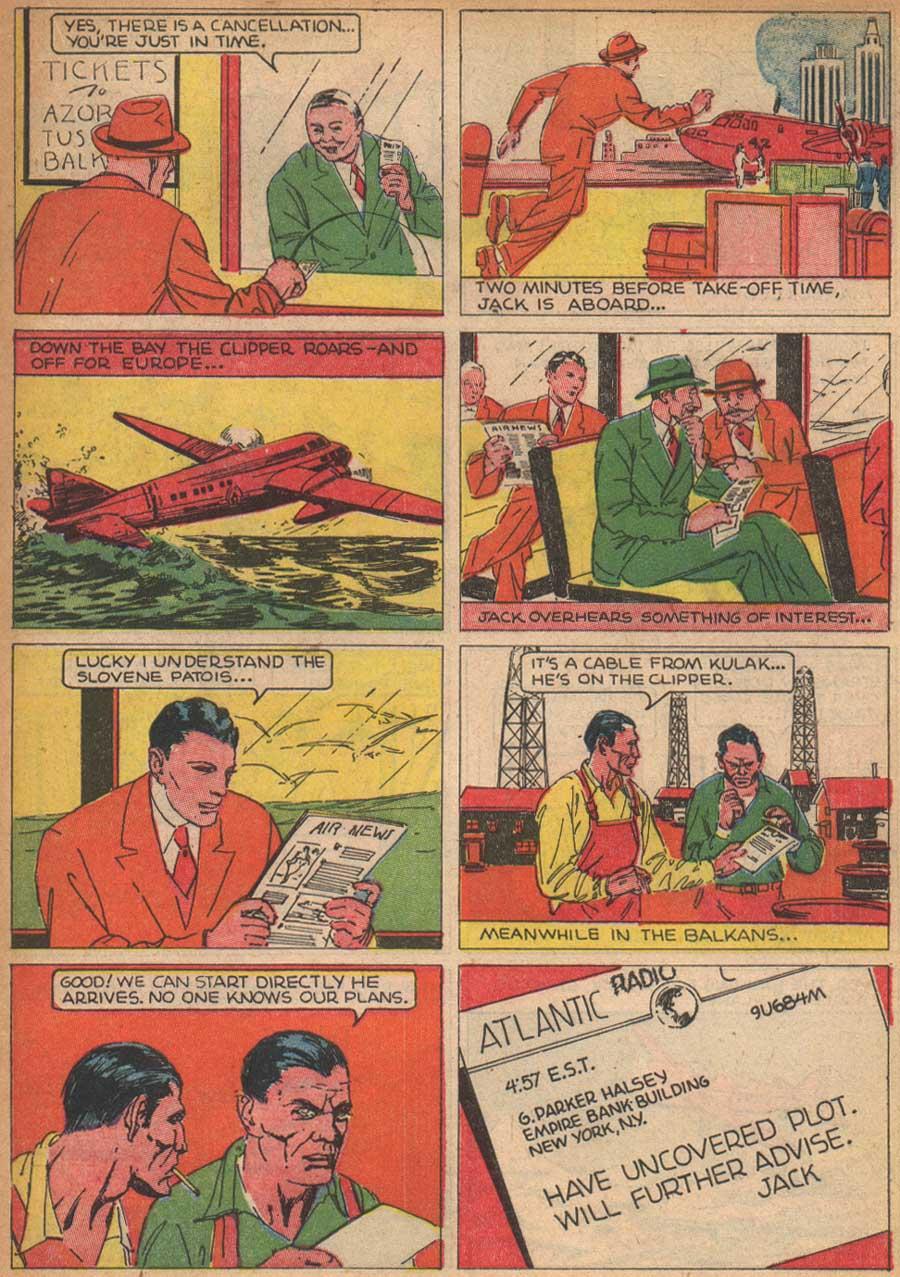 YES, THERE IS A CANCELLATION...
YOU'RE JUST IN TIME.
TICKETS
TO
AZOR
TUS
BALK
42
TWO MINUTES BEFORE TAKE-OFF TIME,
JACK IS ABOARD...
DOWN THE BAY THE CLIPPER ROARS-AND
OFF FOR EUROPE...
AIR NEWS
JACK OVERHEARS SOMETHING OF INTEREST...
LUCKY I UNDERSTAND THE
SLOVENE PATOIS...
AIR NEWS
IT'S A CABLE FROM KULAK...
HE'S ON THE CLIPPER.
MEANWHILE IN THE BALKANS...
GOOD! WE CAN START DIRECTLY HE
ARRIVES. NO ONE KNOWS OUR PLANS.
ATLANTIC RADIO C
9U684M
4:57 E.S.T.
G. PARKER HALSEY
EMPIRE BANK BUILDING
NEW YORK, N.Y.
HAVE UNCOVERED PLOT.
WILL FURTHER ADVISE.
JACK